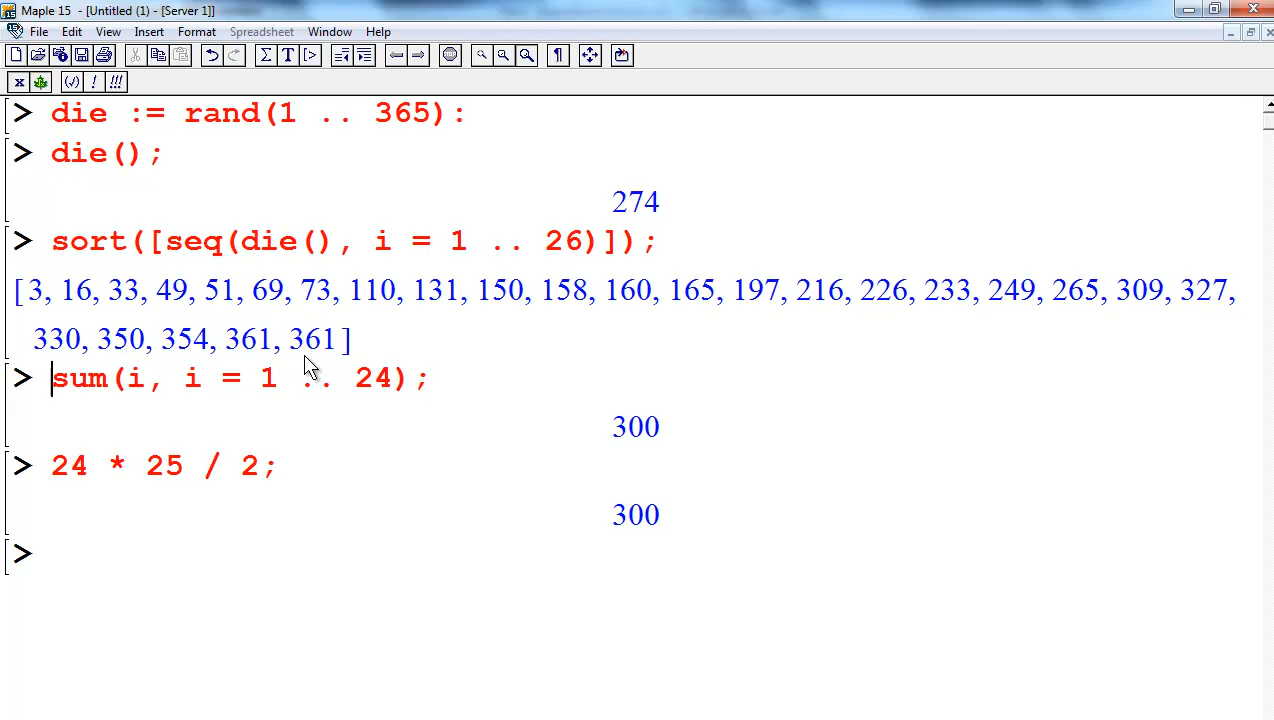 Maple 15 - [Untitled (1) - [Server 1]]
File Edit View Insert Format Spreadsheet Window Help
> die := rand(1 .. 365):
> die();
274
> sort([seq(die(), i = 1 .. 26)]);
[3, 16, 33, 49, 51, 69, 73, 110, 131, 150, 158, 160, 165, 197, 216, 226, 233, 249, 265, 309, 327,
330, 350, 354, 361, 361]
> sum(i, i = 1 .. 24);
300
> 24 * 25 / 2;
300
>